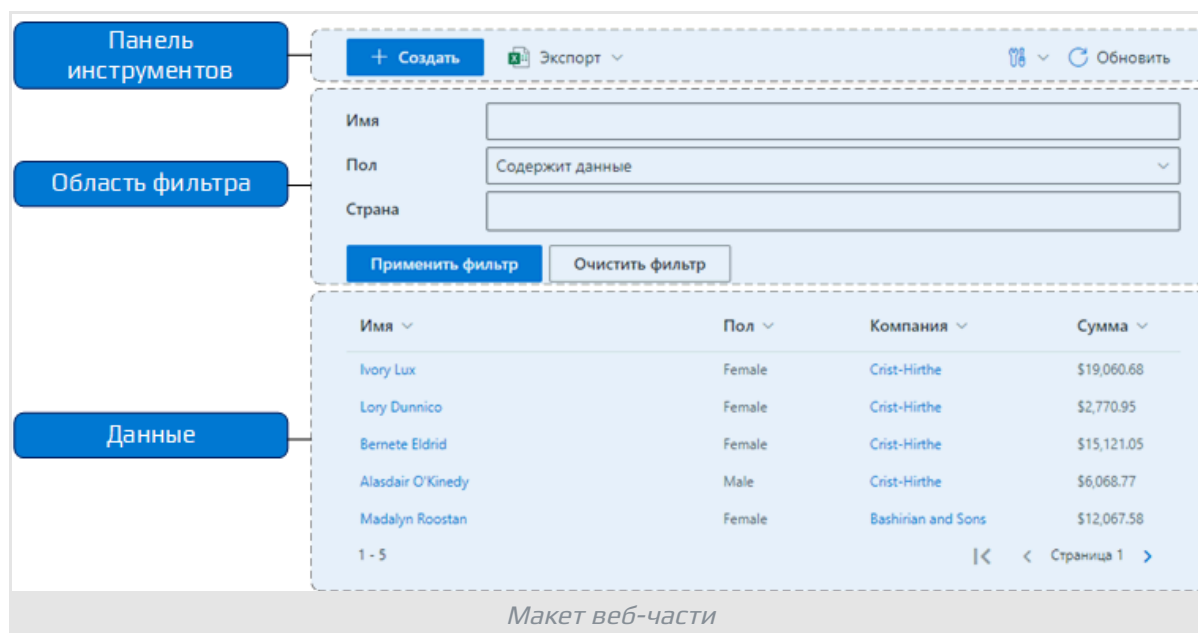 Панель
инструментов
+ Создать Экспорт Обновить
Имя
Область фильтра
Пол Содержит данные
Страна
Применить фильтр Очистить фильтр
Данные
Имя Пол Компания Сумма
Ivory Lux Female Crist-Hirthe $19,060.68
Lory Dunnico Female Crist-Hirthe $2,770.95
Bernete Eldrid Female Crist-Hirthe $15,121.05
Alasdair O'Kinedy Male Crist-Hirthe $6,068.77
Madalyn Roostan Female Bashirian and Sons $12,067.58
1 - 5 Страница 1
Макет веб-части